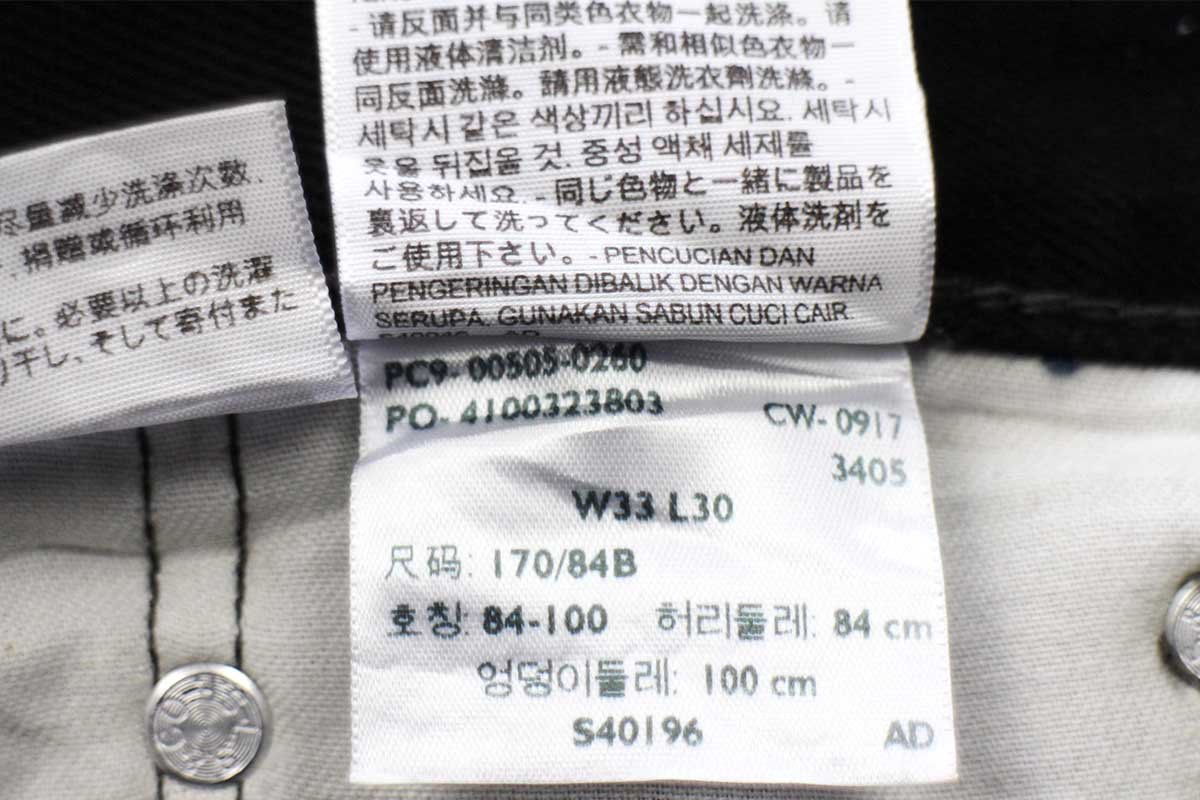 - 请反面并与同类色衣物一起洗涤。请
使用液体清洁剂。- 需和相似色衣物一
同反面洗滌。請用液態洗衣劑洗滌。-
세탁시 같은 색상끼리 하십시요. 세탁시
옷을 뒤집을 것. 중성 액체 세제를
사용하세요. - 同じ色物と一緒に製品を
裏返して洗ってください。液体洗剤を
ご使用下さい。- PENCUCIAN DAN
PENGERINGAN DIBALIK DENGAN WARNA
SERUPA. GUNAKAN SABUN CUCI CAIR
尽量减少洗涤次数,
捐赠或循环利用
に。必要以上の洗濯
干し、そして寄付また
PC9- 00505-0260
PO- 4100323803
CW- 0917
3405
W33 L30
尺码: 170/84B
호칭: 84-100 허리둘레: 84 cm
엉덩이둘레: 100 cm
S40196 AD